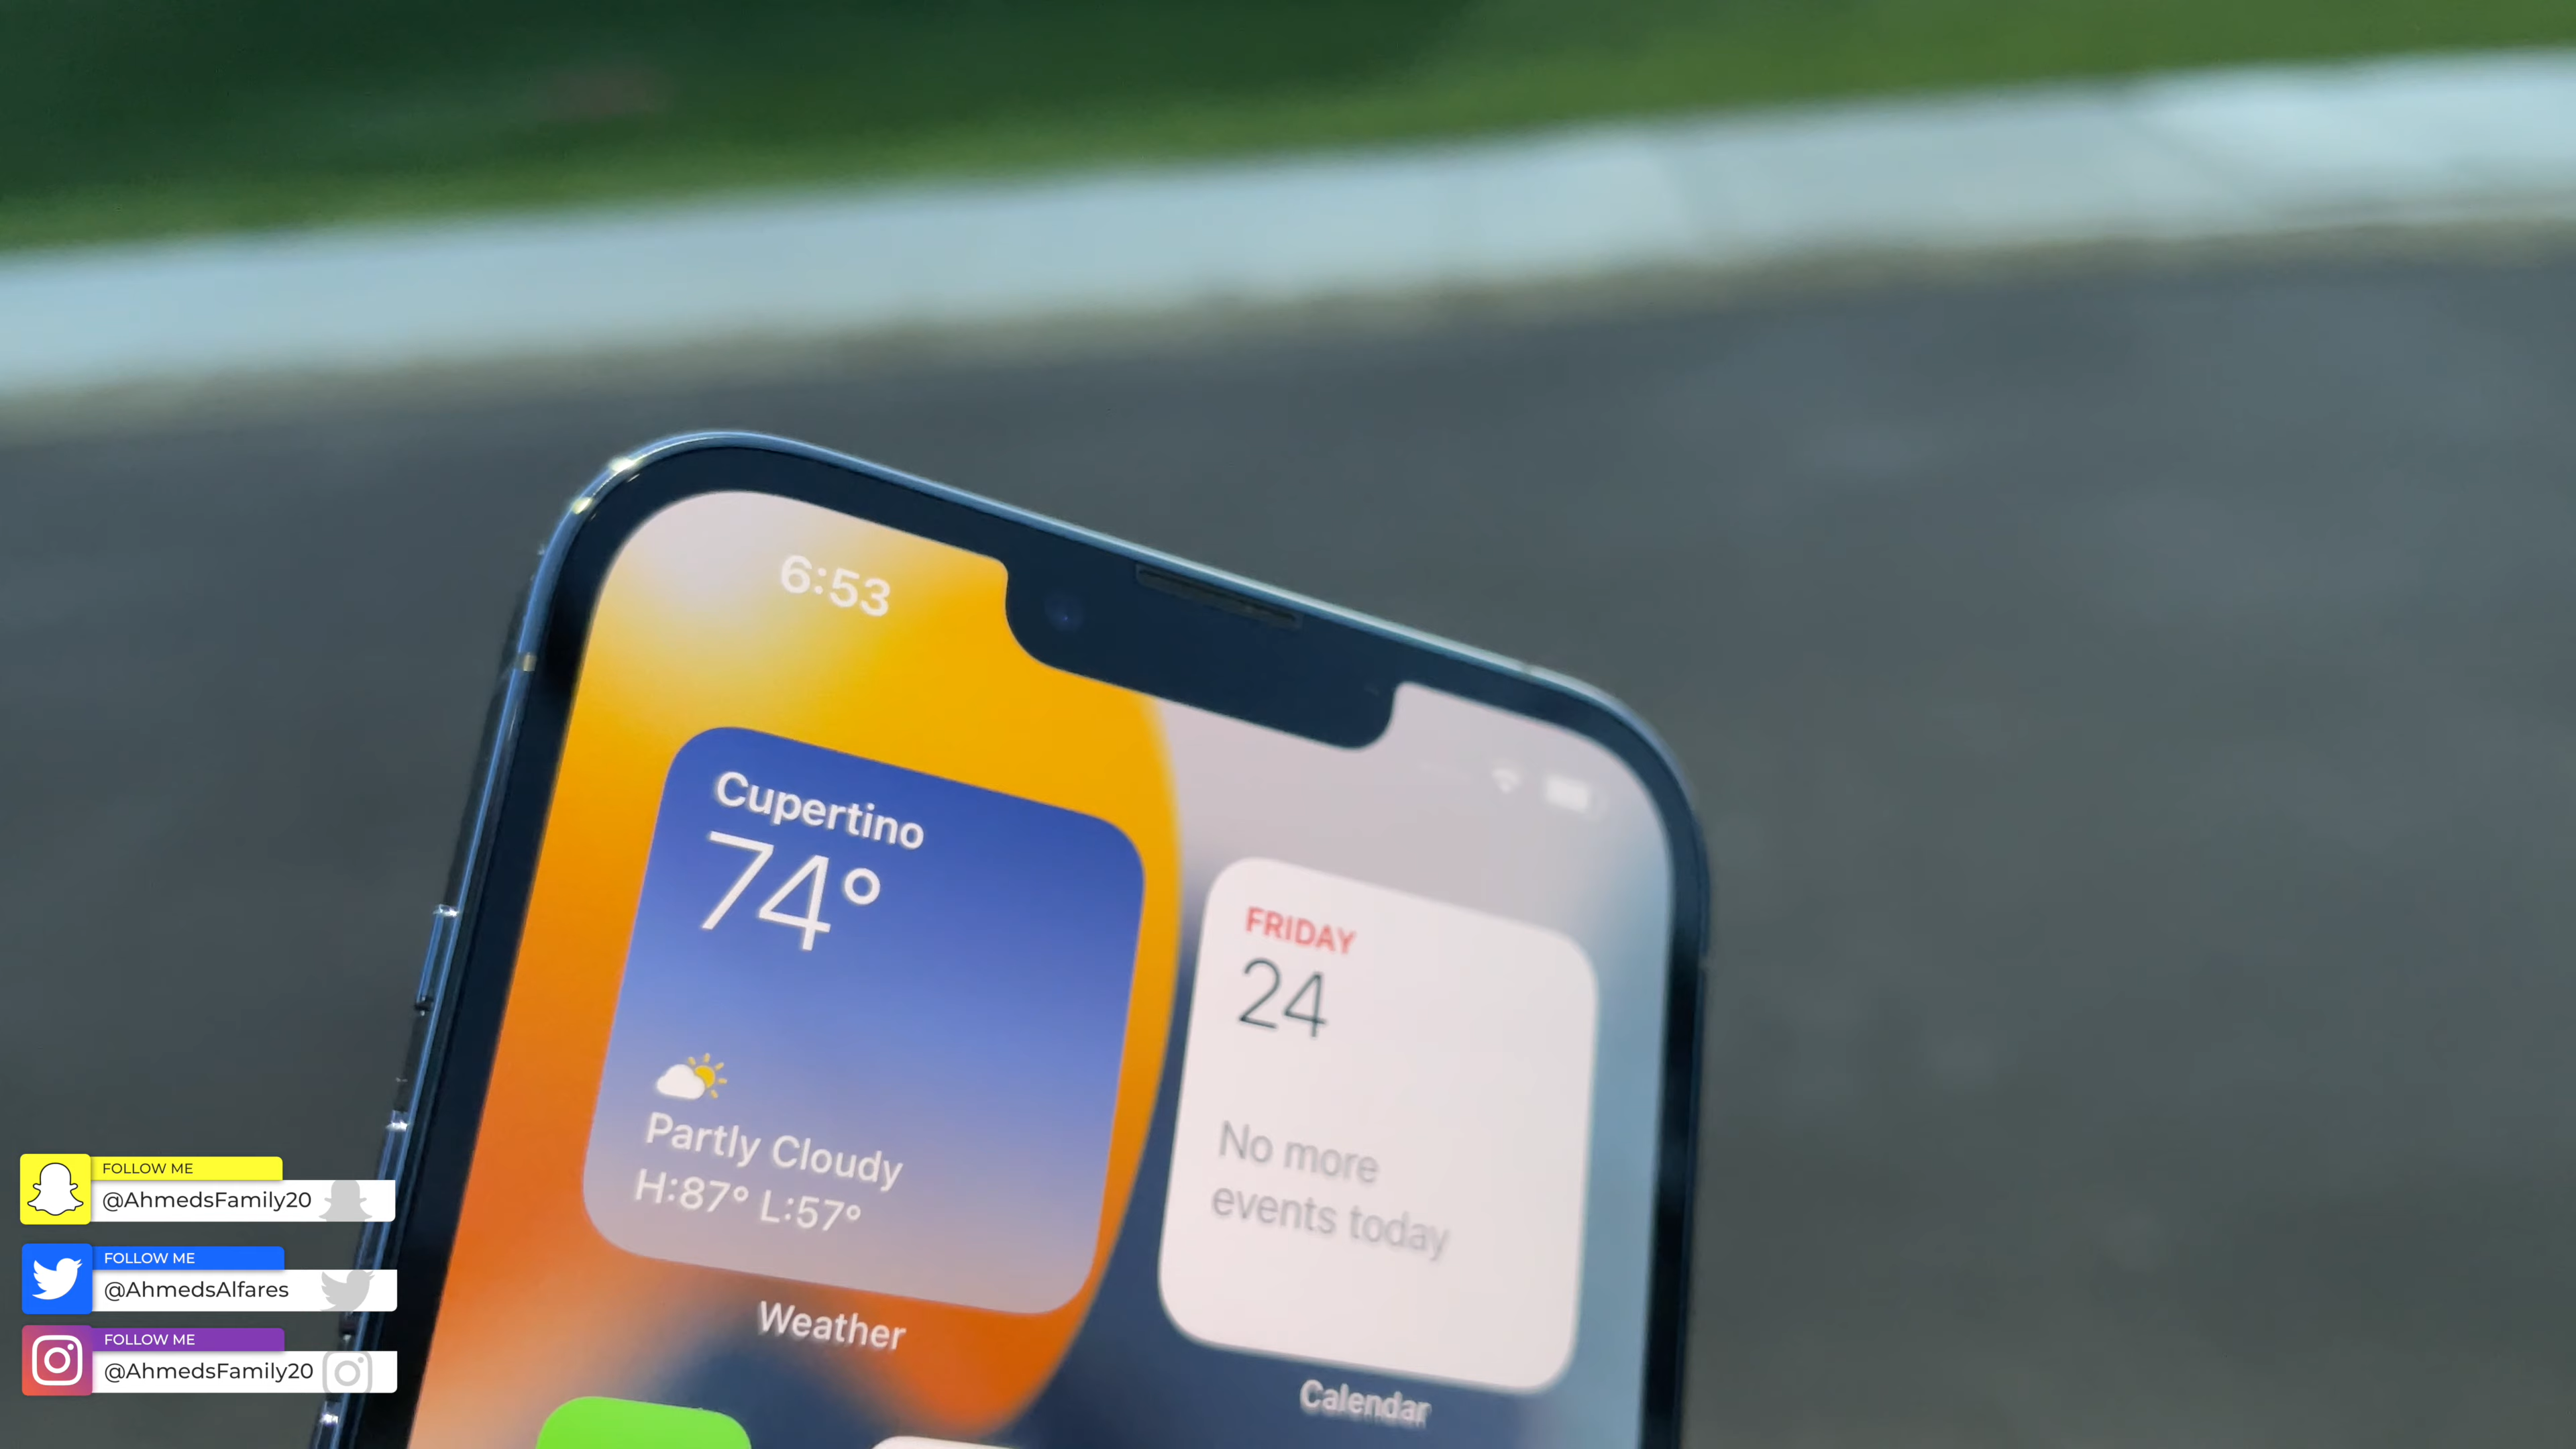 6:53
Cupertino
74°
Partly Cloudy
H:87° L:57°
Weather
FRIDAY
24
No more
events today
Calendar
FOLLOW ME
@AhmedsFamily20
FOLLOW ME
@AhmedsAlfares
FOLLOW ME
@AhmedsFamily20